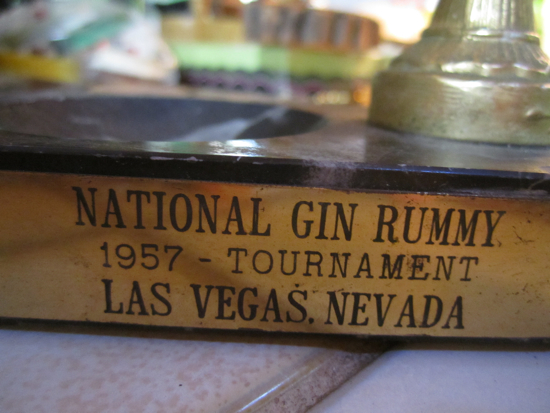 NATIONAL GIN RUMMY
1957 - TOURNAMENT
LAS VEGAS, NEVADA